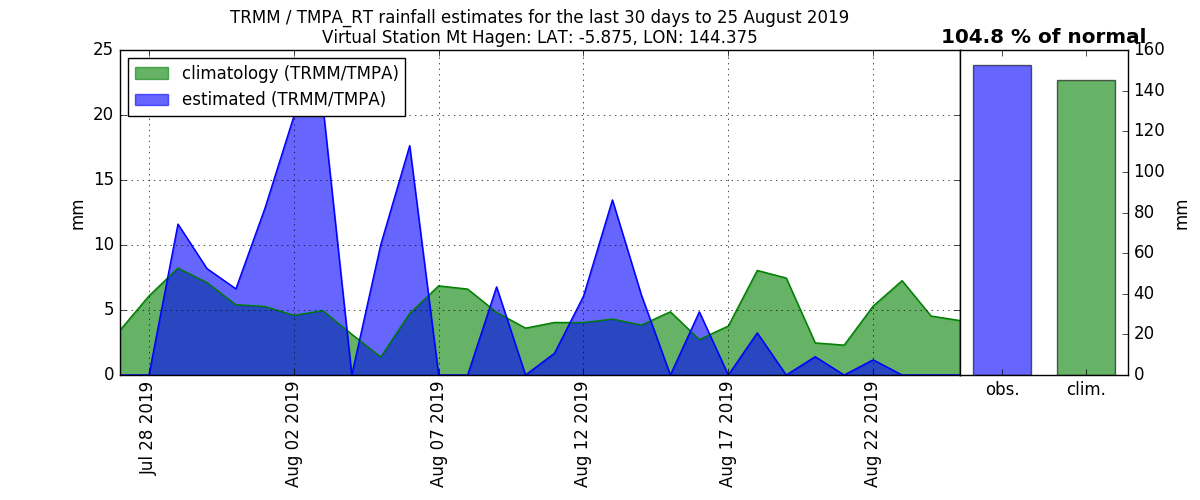 TRMM / TMPA_RT rainfall estimates for the last 30 days to 25 August 2019
Virtual Station Mt Hagen: LAT: -5.875, LON: 144.375
104.8 % of normal
climatology (TRMM/TMPA)
estimated (TRMM/TMPA)
25
20
15
10
5
0
mm
Jul 28 2019
Aug 02 2019
Aug 07 2019
Aug 12 2019
Aug 17 2019
Aug 22 2019
160
140
120
100
80
60
40
20
0
mm
obs.
clim.